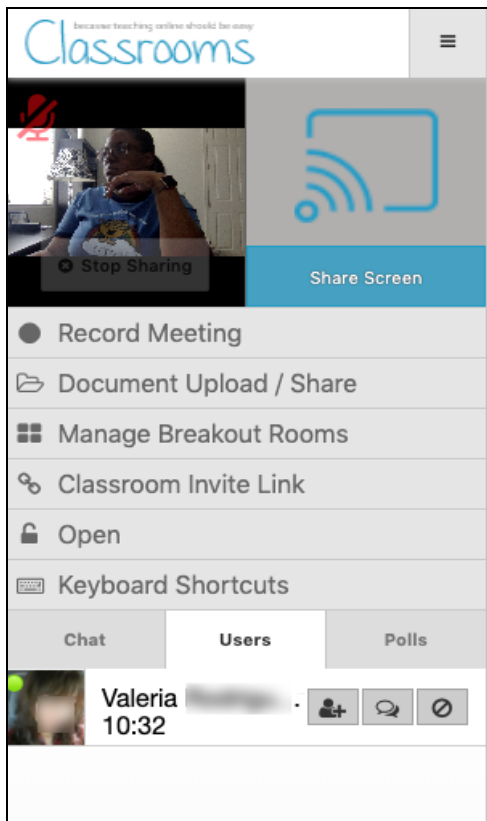 because teaching online should be easy
Classrooms
Stop Sharing
Share Screen
Record Meeting
Document Upload / Share
Manage Breakout Rooms
Classroom Invite Link
Open
Keyboard Shortcuts
Chat
Users
Polls
Valeria
10:32